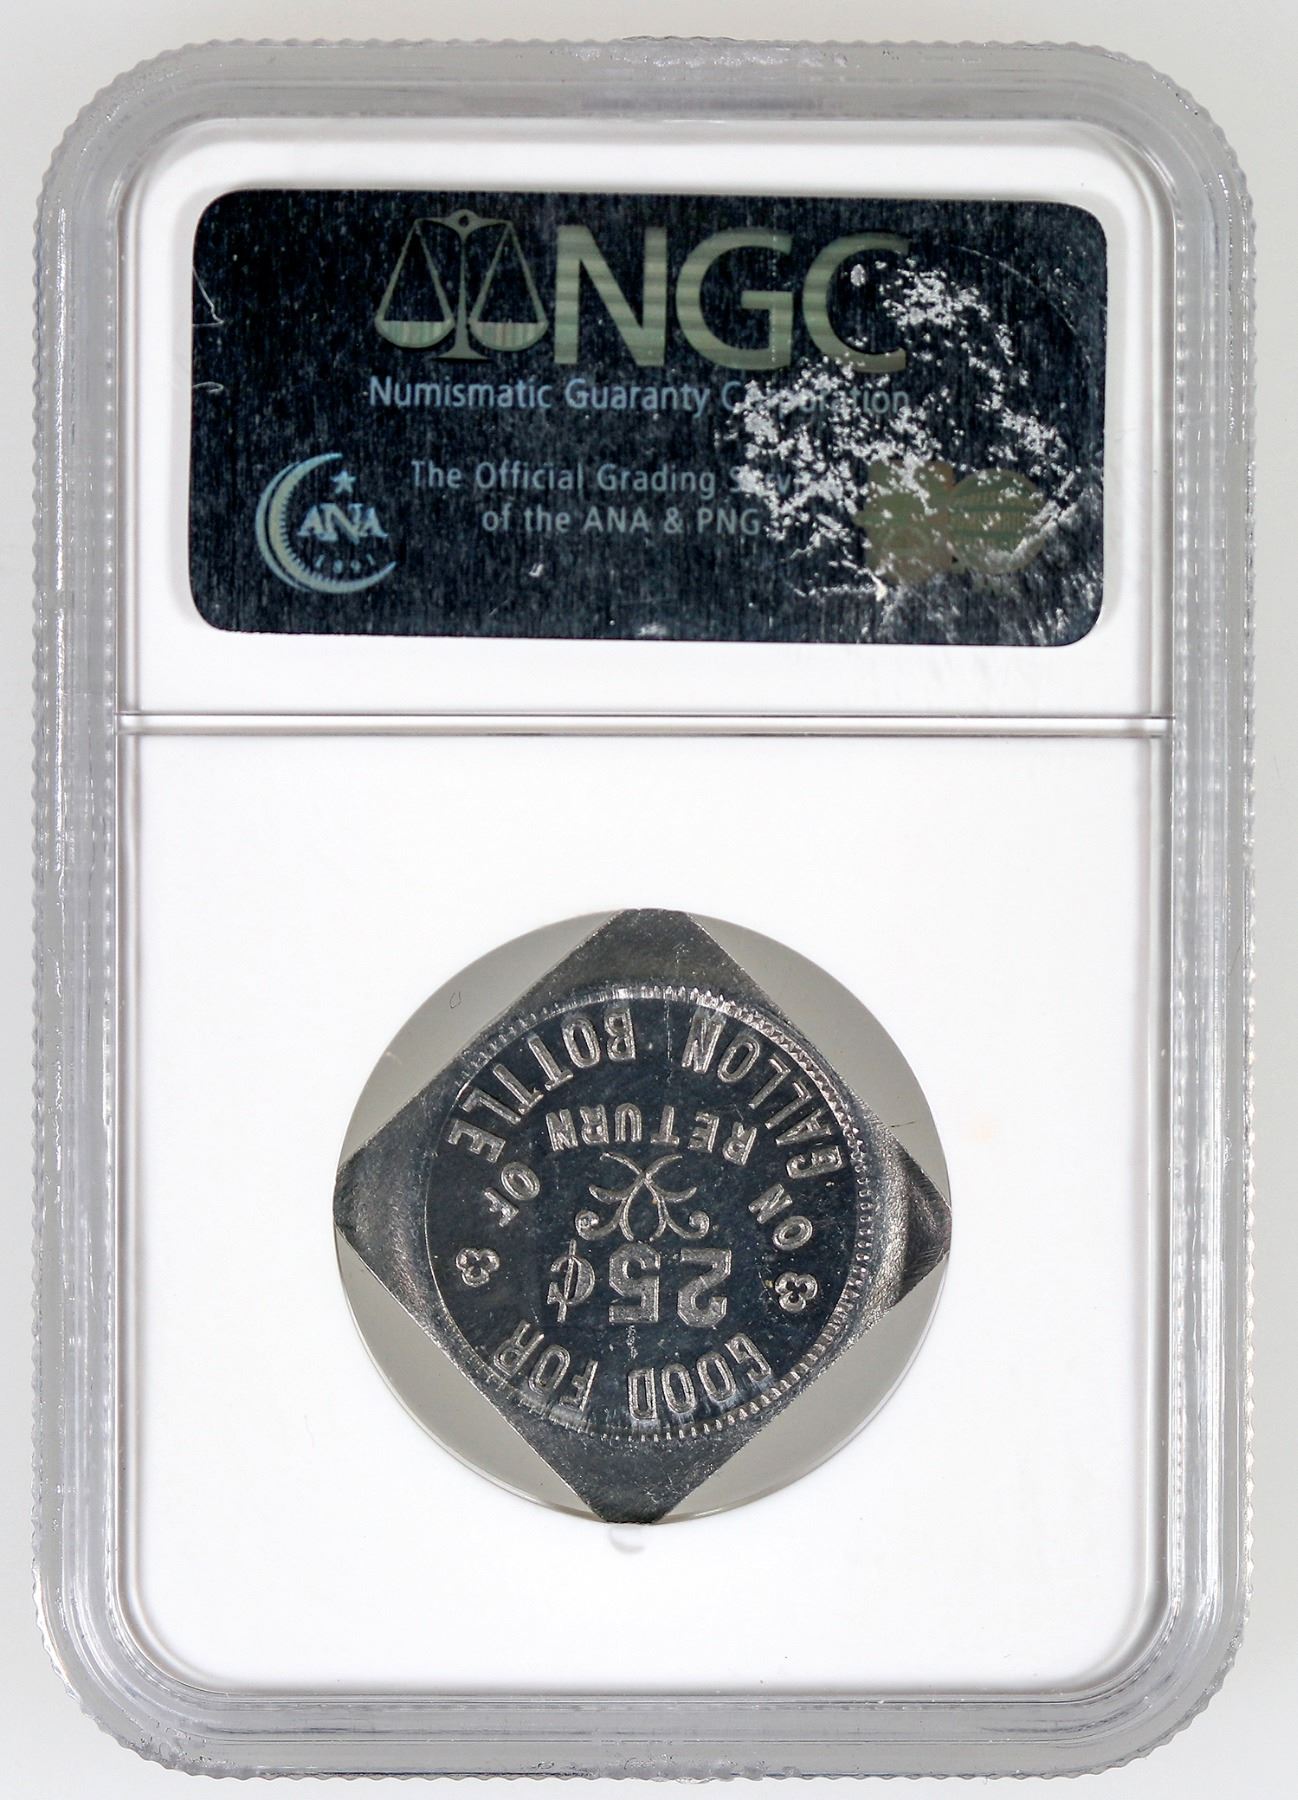 NGC
Numismatic Guaranty Corporation
The Official Grading Service
of the ANA & PNG
ANA
1891
GOOD FOR
25¢
ON RETURN OF
GALLON BOTTLE